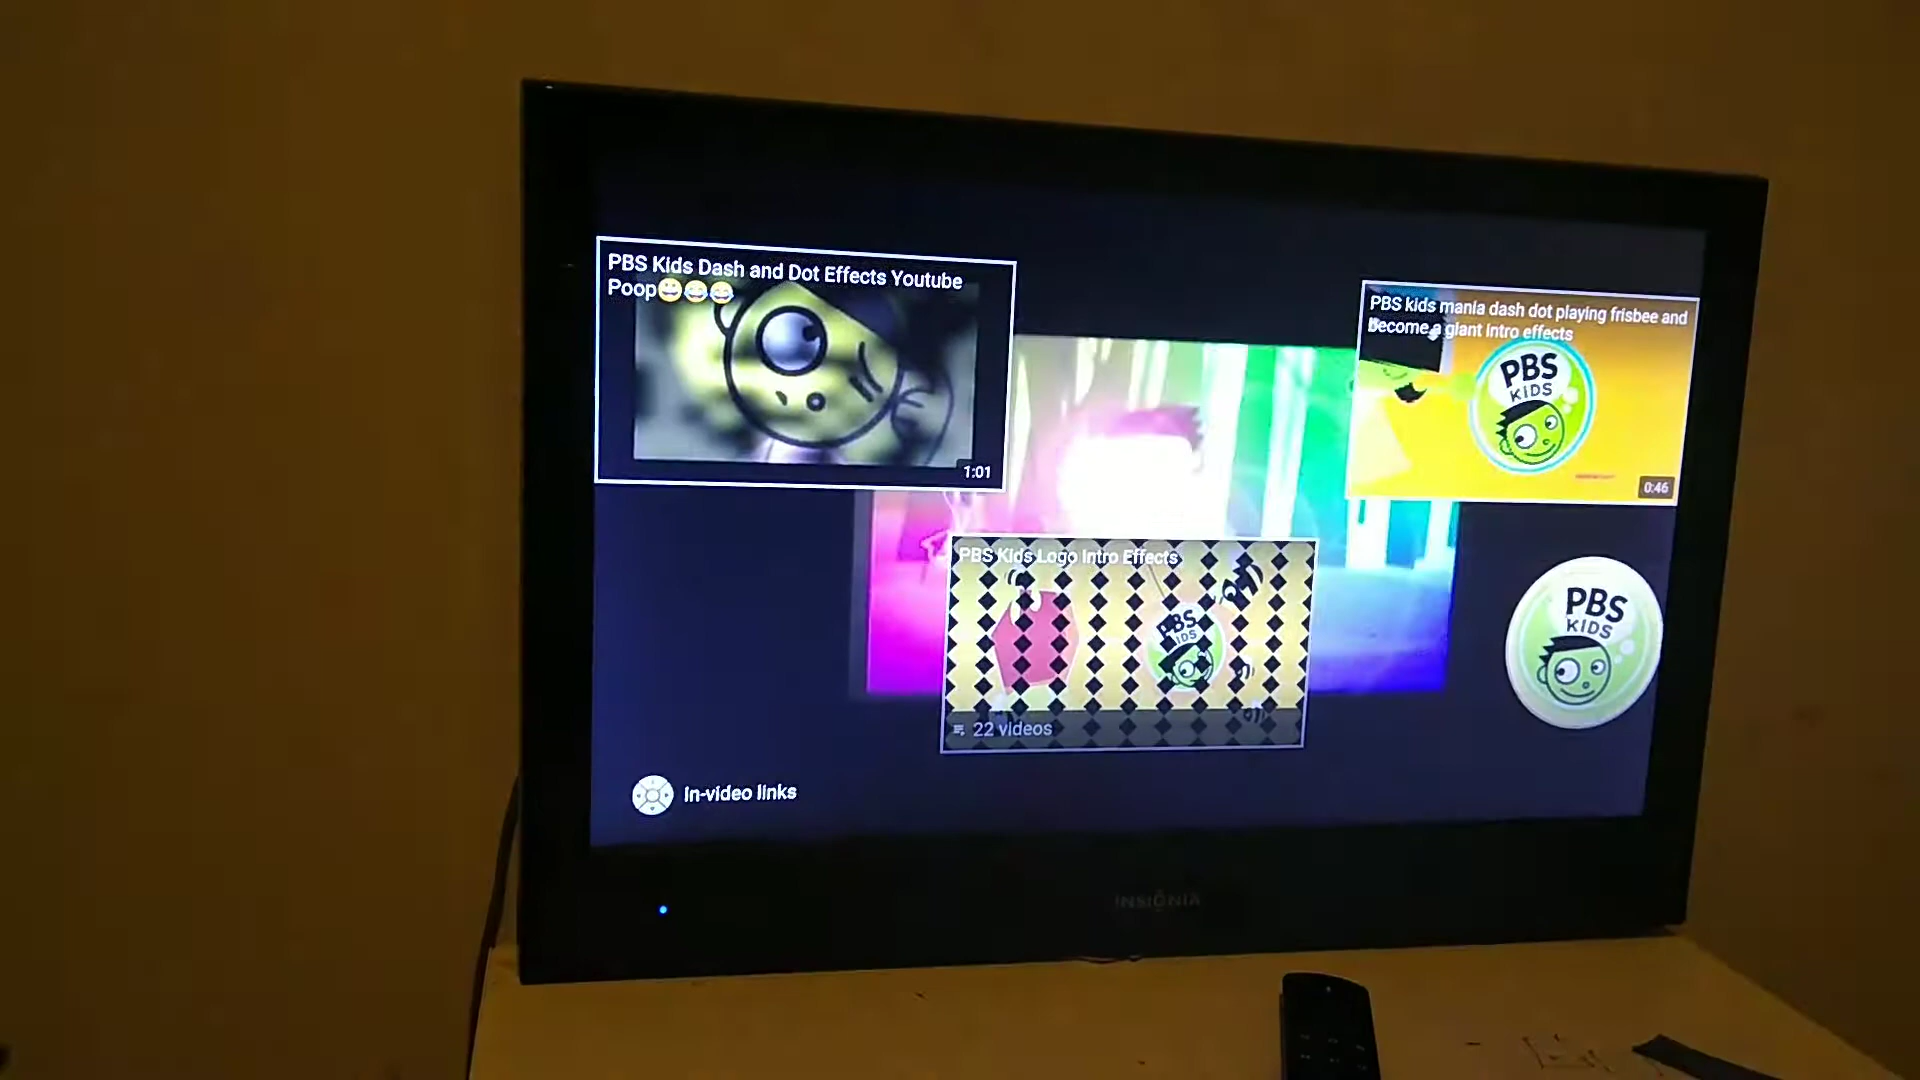 PBS Kids Dash and Dot Effects Youtube
Poop😄😂😂
1:01
PBS kids mania dash dot playing frisbee and
become a giant intro effects
PBS
KIDS
0:46
PBS Kids Logo Intro Effects
PBS
KIDS
22 videos
PBS
KIDS
In-video links
INSIGNIA